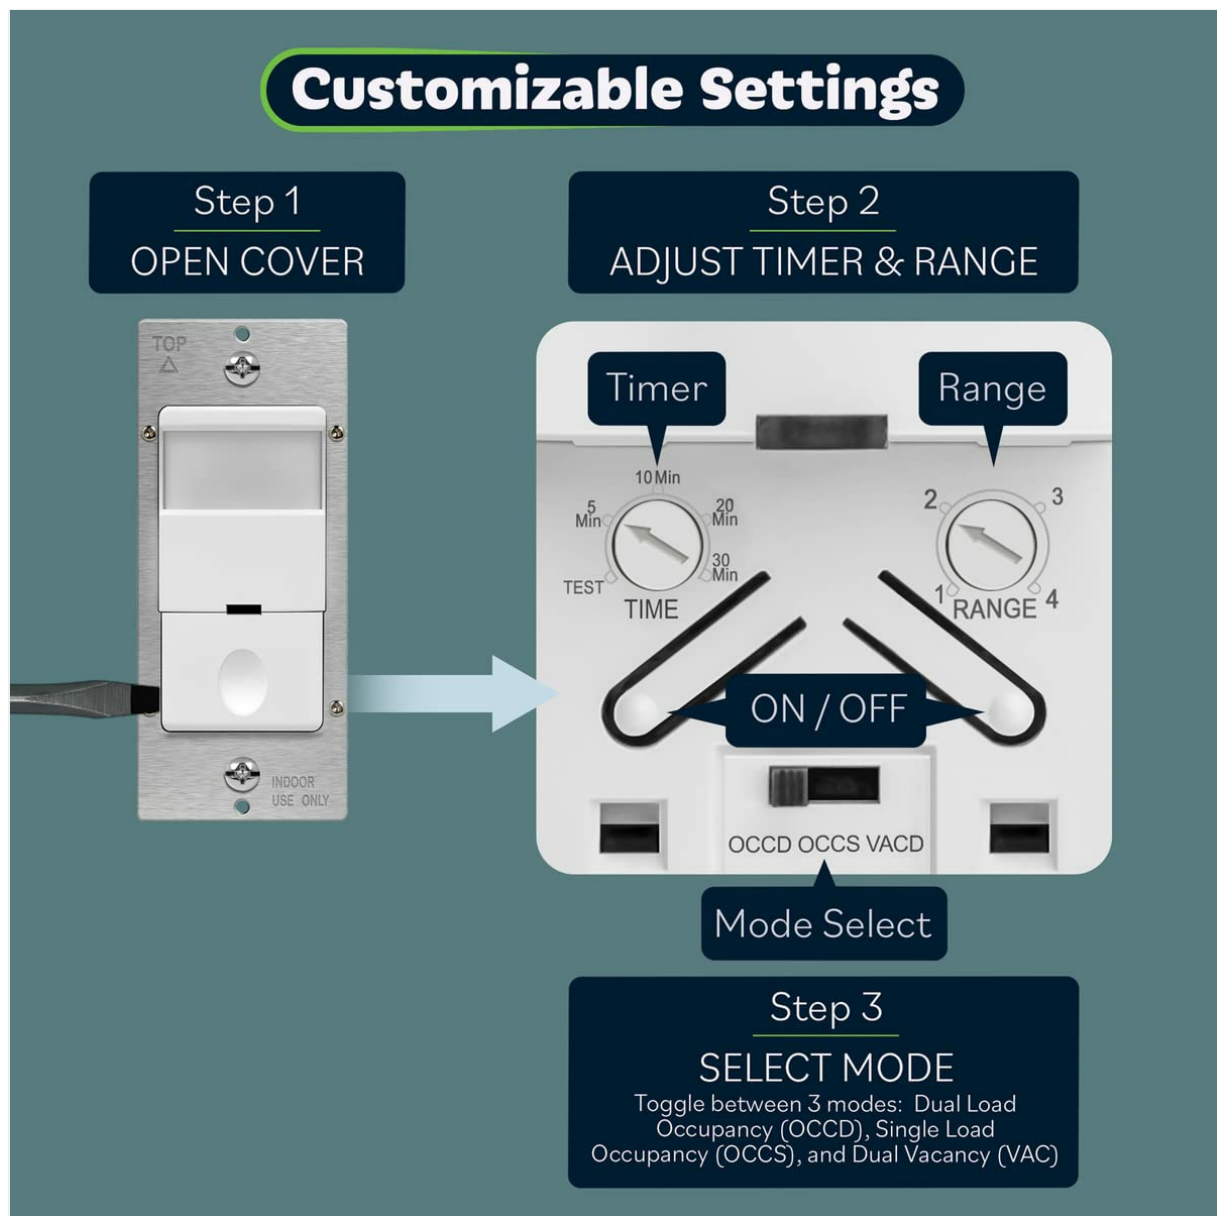 Customizable Settings
Step 1
OPEN COVER
Step 2
ADJUST TIMER & RANGE
TOP
INDOOR
USE ONLY
Timer
Range
10 Min
5
Min
20
Min
30
Min
TEST
TIME
2
3
1
4
RANGE
ON / OFF
OCCD OCCS VACD
Mode Select
Step 3
SELECT MODE
Toggle between 3 modes: Dual Load
Occupancy (OCCD), Single Load
Occupancy (OCCS), and Dual Vacancy (VAC)